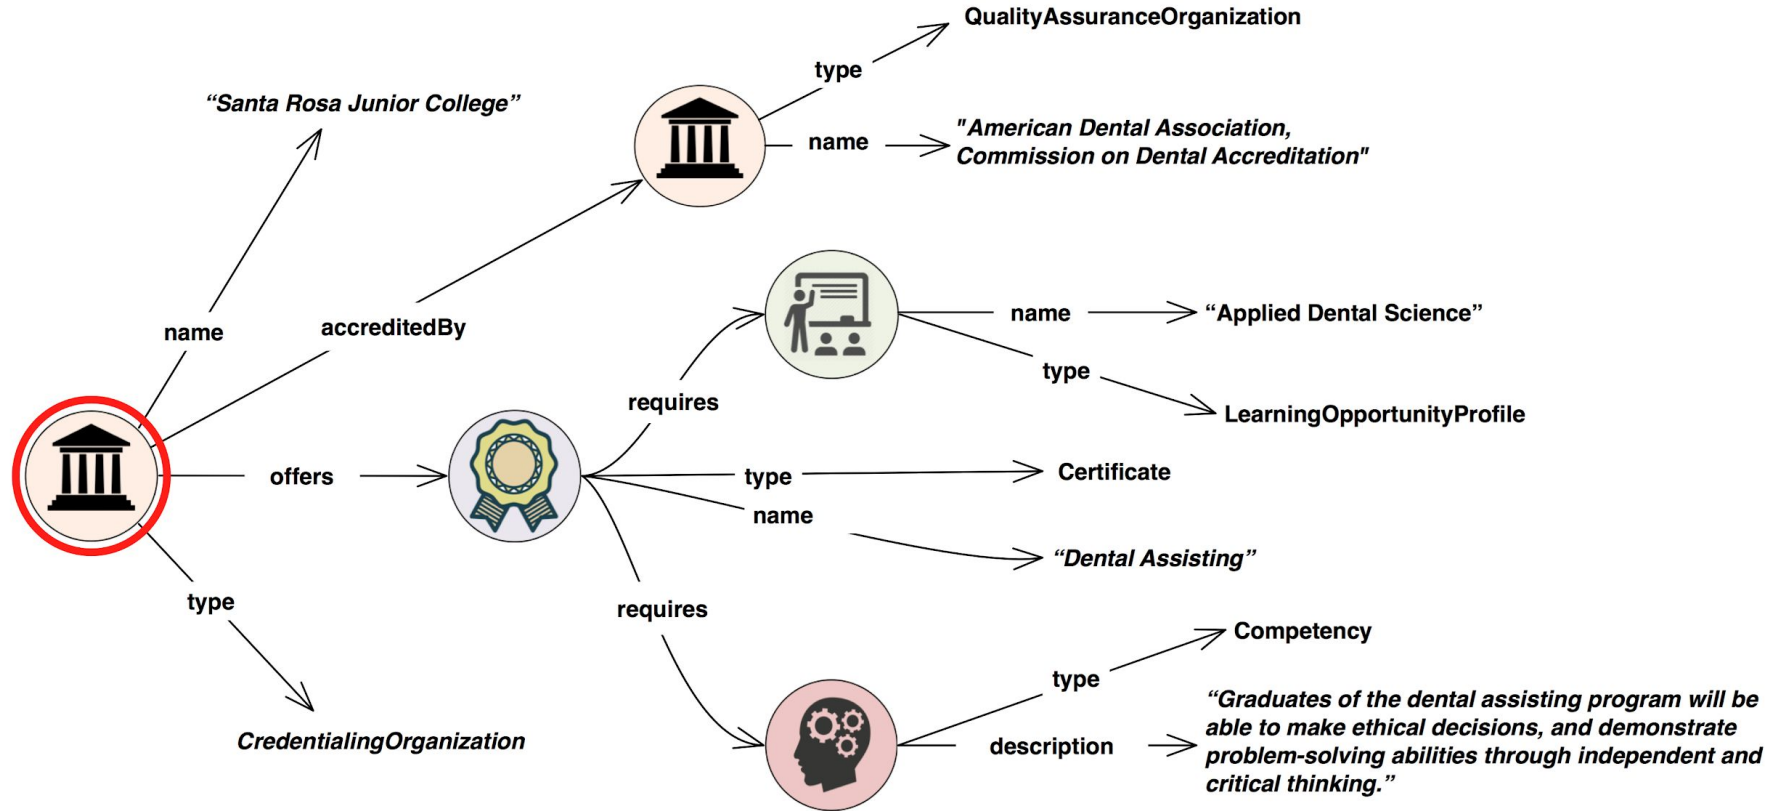 QualityAssuranceOrganization
type
“Santa Rosa Junior College”
name
"American Dental Association,
Commission on Dental Accreditation"
name
accreditedBy
name
“Applied Dental Science”
type
requires
LearningOpportunityProfile
offers
type
Certificate
name
“Dental Assisting”
type
requires
Competency
type
CredentialingOrganization
description
“Graduates of the dental assisting program will be
able to make ethical decisions, and demonstrate
problem-solving abilities through independent and
critical thinking.”